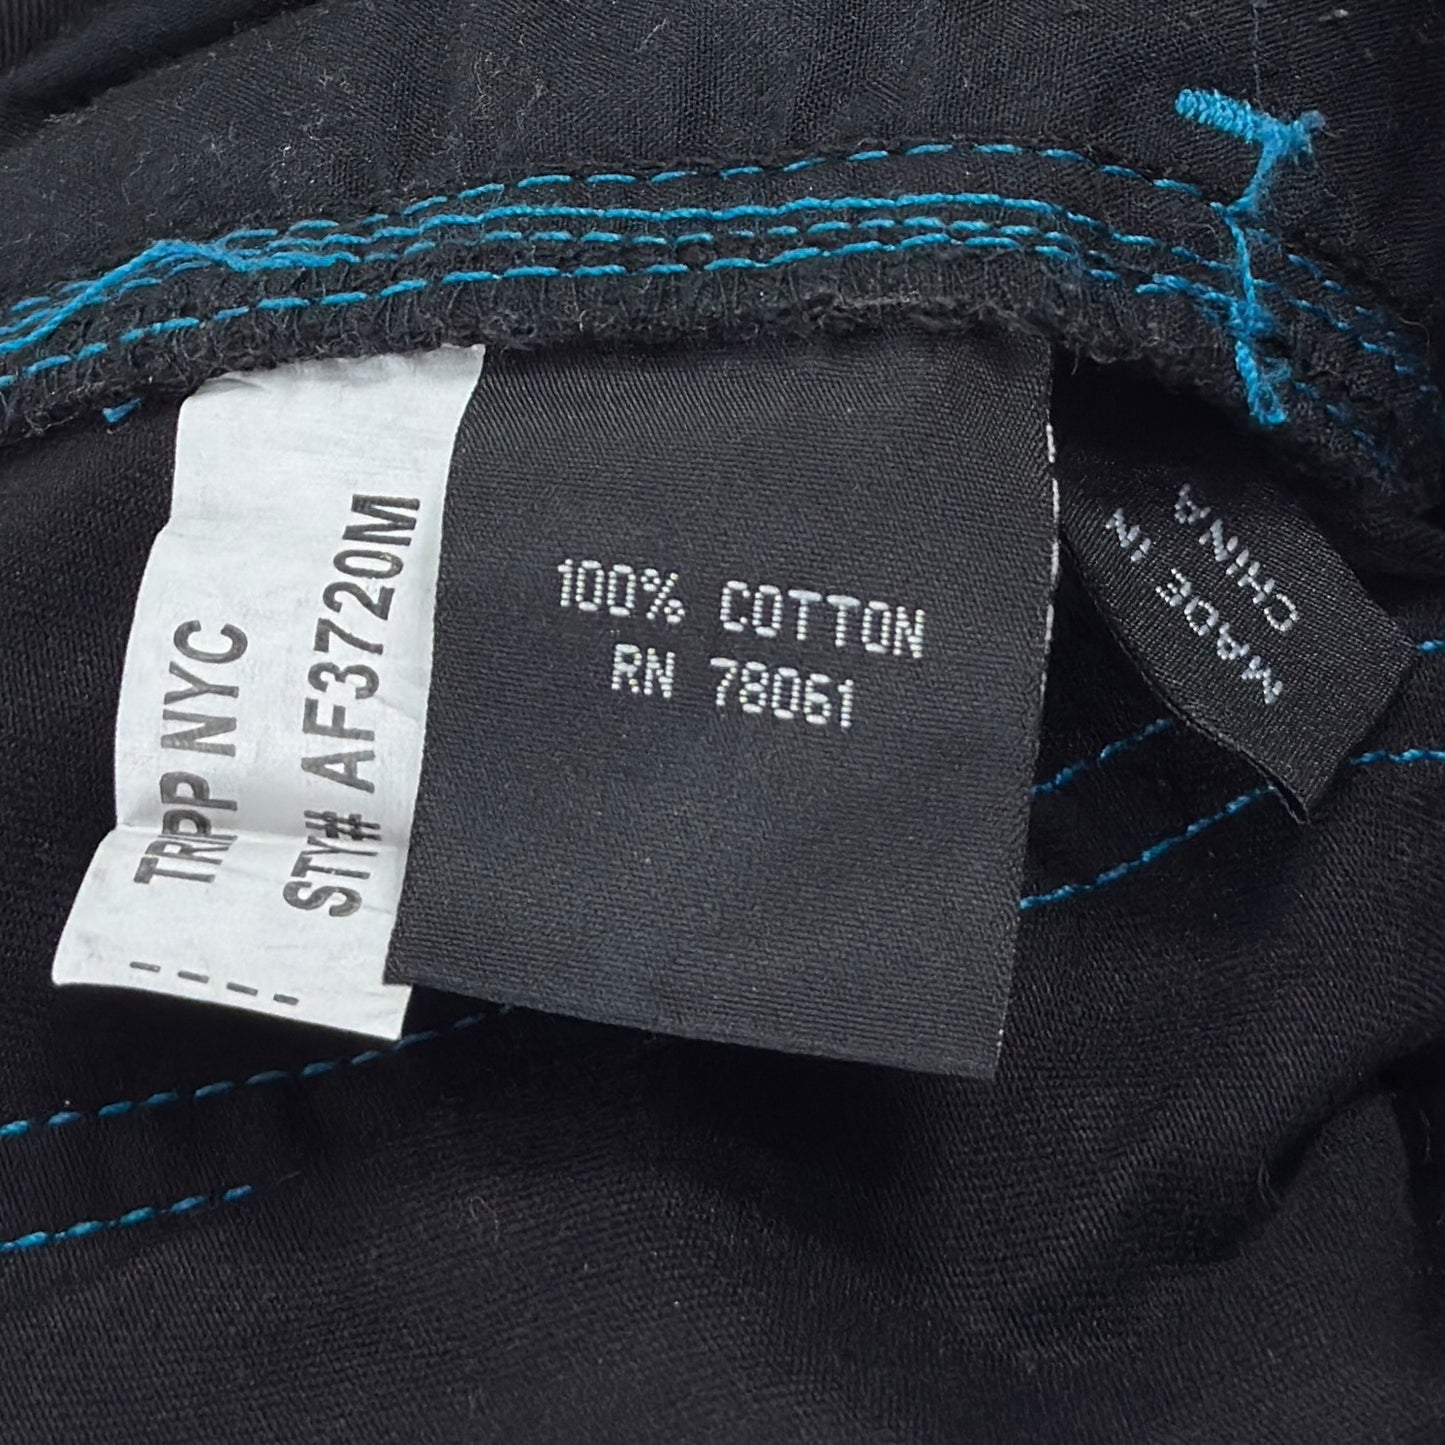 TRIPP NYC
STY# AF3720M
100% COTTON
RN 78061
MADE IN
CHINA